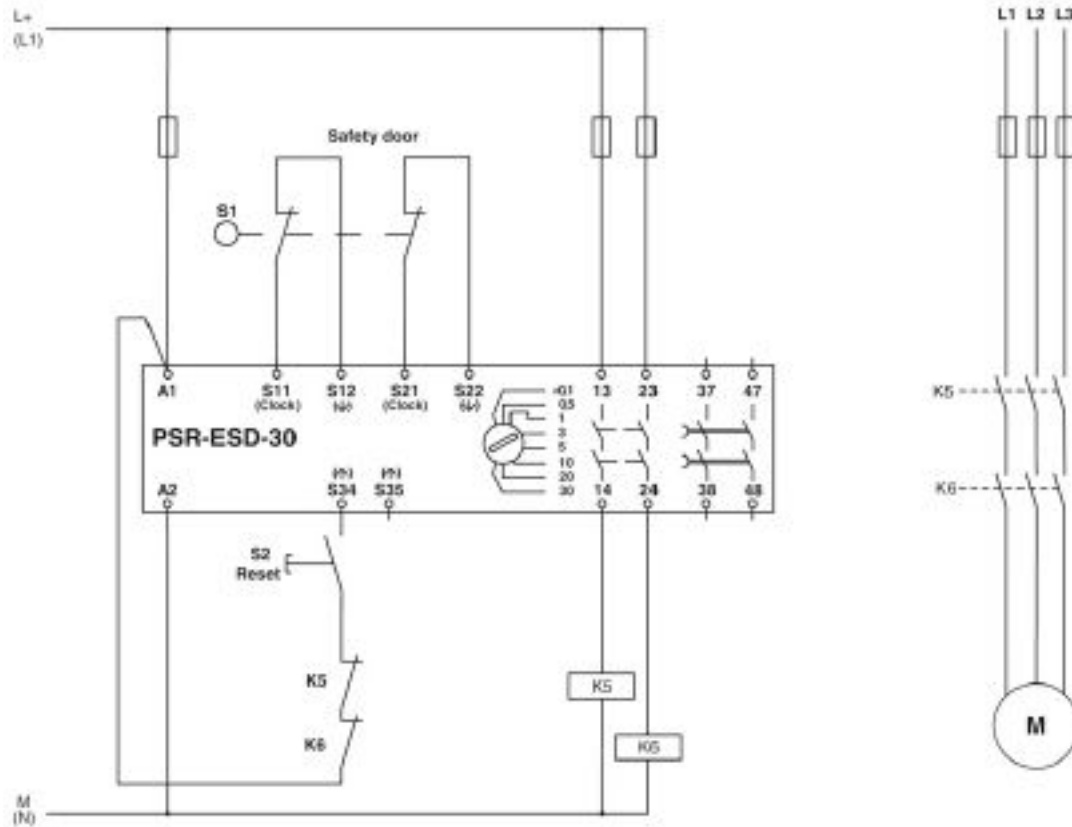 L+
(L1)
L1 L2 L3
Safety door
S1
A1 S11 S12 S21 S22 13 23 37 47
(Clock) (Clock)
0,5
1
3
5
10
20
30
PSR-ESD-30
A2 S34 S35 14 24 38 48
S2
Reset
K5
K6
K5
K6
K5
K6
M
M
(N)